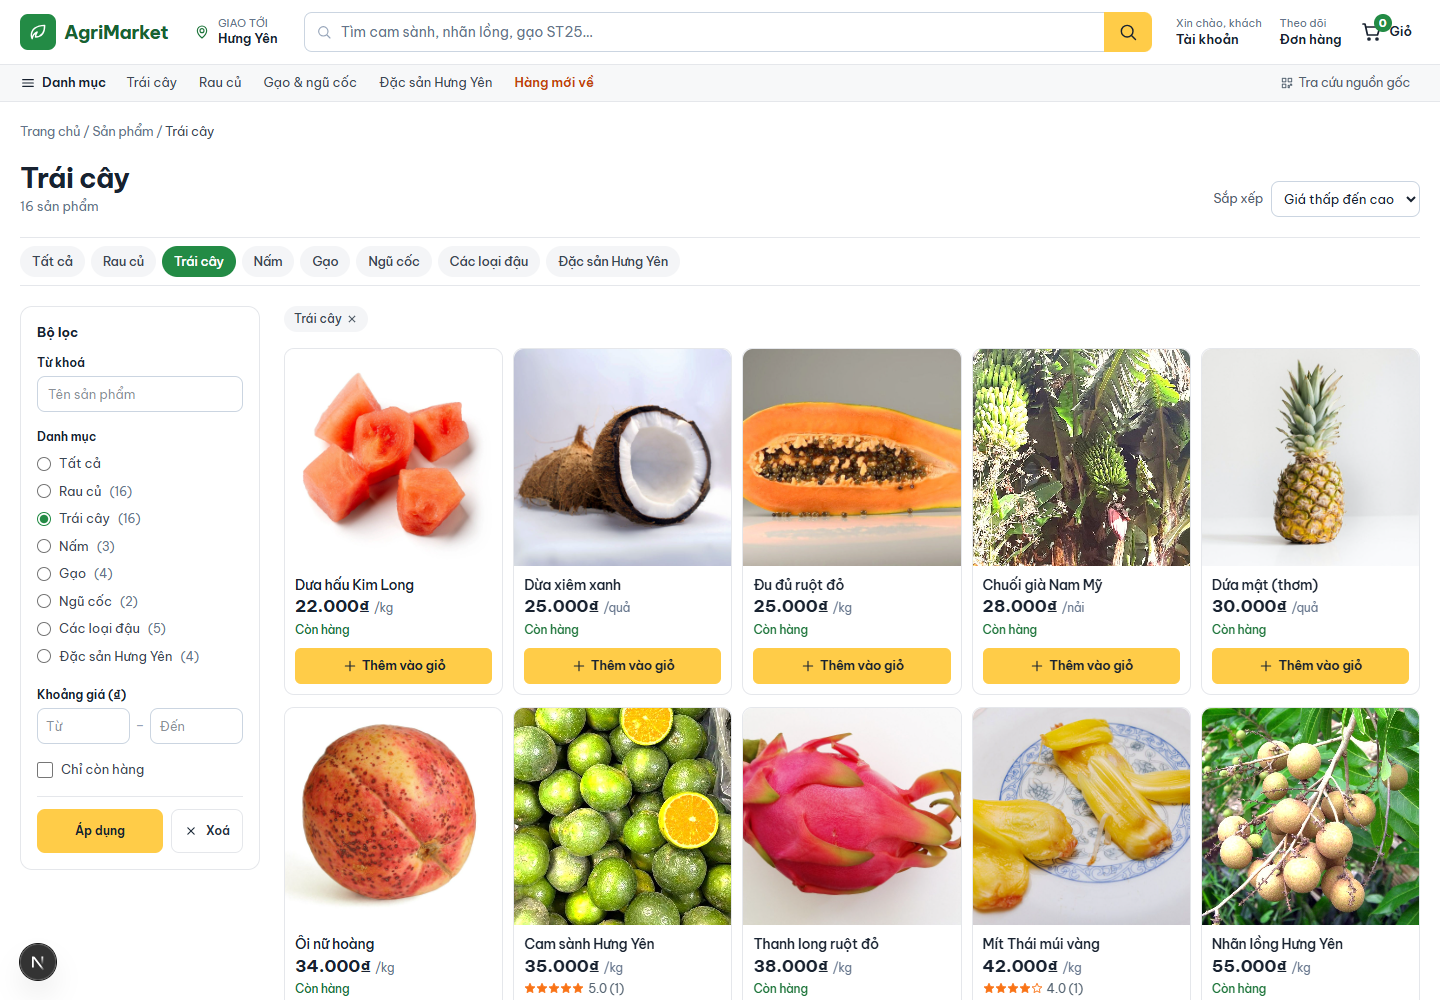 AgriMarket
GIAO TỚI
Hưng Yên
Tìm cam sành, nhãn lồng, gạo ST25...
Xin chào, khách
Tài khoản
Theo dõi
Đơn hàng
0
Giỏ
Danh mục
Trái cây
Rau củ
Gạo & ngũ cốc
Đặc sản Hưng Yên
Hàng mới về
Tra cứu nguồn gốc
Trang chủ / Sản phẩm / Trái cây
Trái cây
16 sản phẩm
Sắp xếp
Giá thấp đến cao
Tất cả
Rau củ
Trái cây
Nấm
Gạo
Ngũ cốc
Các loại đậu
Đặc sản Hưng Yên
Bộ lọc
Từ khoá
Tên sản phẩm
Danh mục
Tất cả
Rau củ (16)
Trái cây (16)
Nấm (3)
Gạo (4)
Ngũ cốc (2)
Các loại đậu (5)
Đặc sản Hưng Yên (4)
Khoảng giá (₫)
Từ – Đến
Chỉ còn hàng
Áp dụng
Xoá
Trái cây
Dưa hấu Kim Long
22.000₫ /kg
Còn hàng
Thêm vào giỏ
Dừa xiêm xanh
25.000₫ /quả
Còn hàng
Thêm vào giỏ
Đu đủ ruột đỏ
25.000₫ /kg
Còn hàng
Thêm vào giỏ
Chuối già Nam Mỹ
28.000₫ /nải
Còn hàng
Thêm vào giỏ
Dứa mật (thơm)
30.000₫ /quả
Còn hàng
Thêm vào giỏ
Ổi nữ hoàng
34.000₫ /kg
Còn hàng
Cam sành Hưng Yên
35.000₫ /kg
5.0 (1)
Thanh long ruột đỏ
38.000₫ /kg
Còn hàng
Mít Thái múi vàng
42.000₫ /kg
4.0 (1)
Nhãn lồng Hưng Yên
55.000₫ /kg
Còn hàng
N